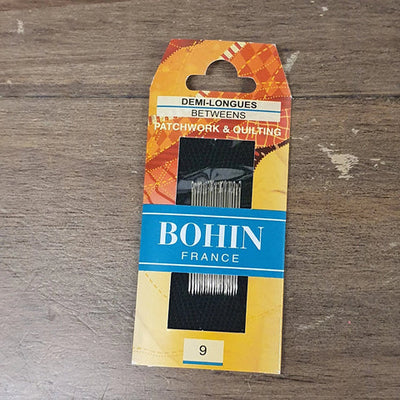 DEMI-LONGUES
BETWEENS
PATCHWORK & QUILTING
BOHIN
FRANCE
9